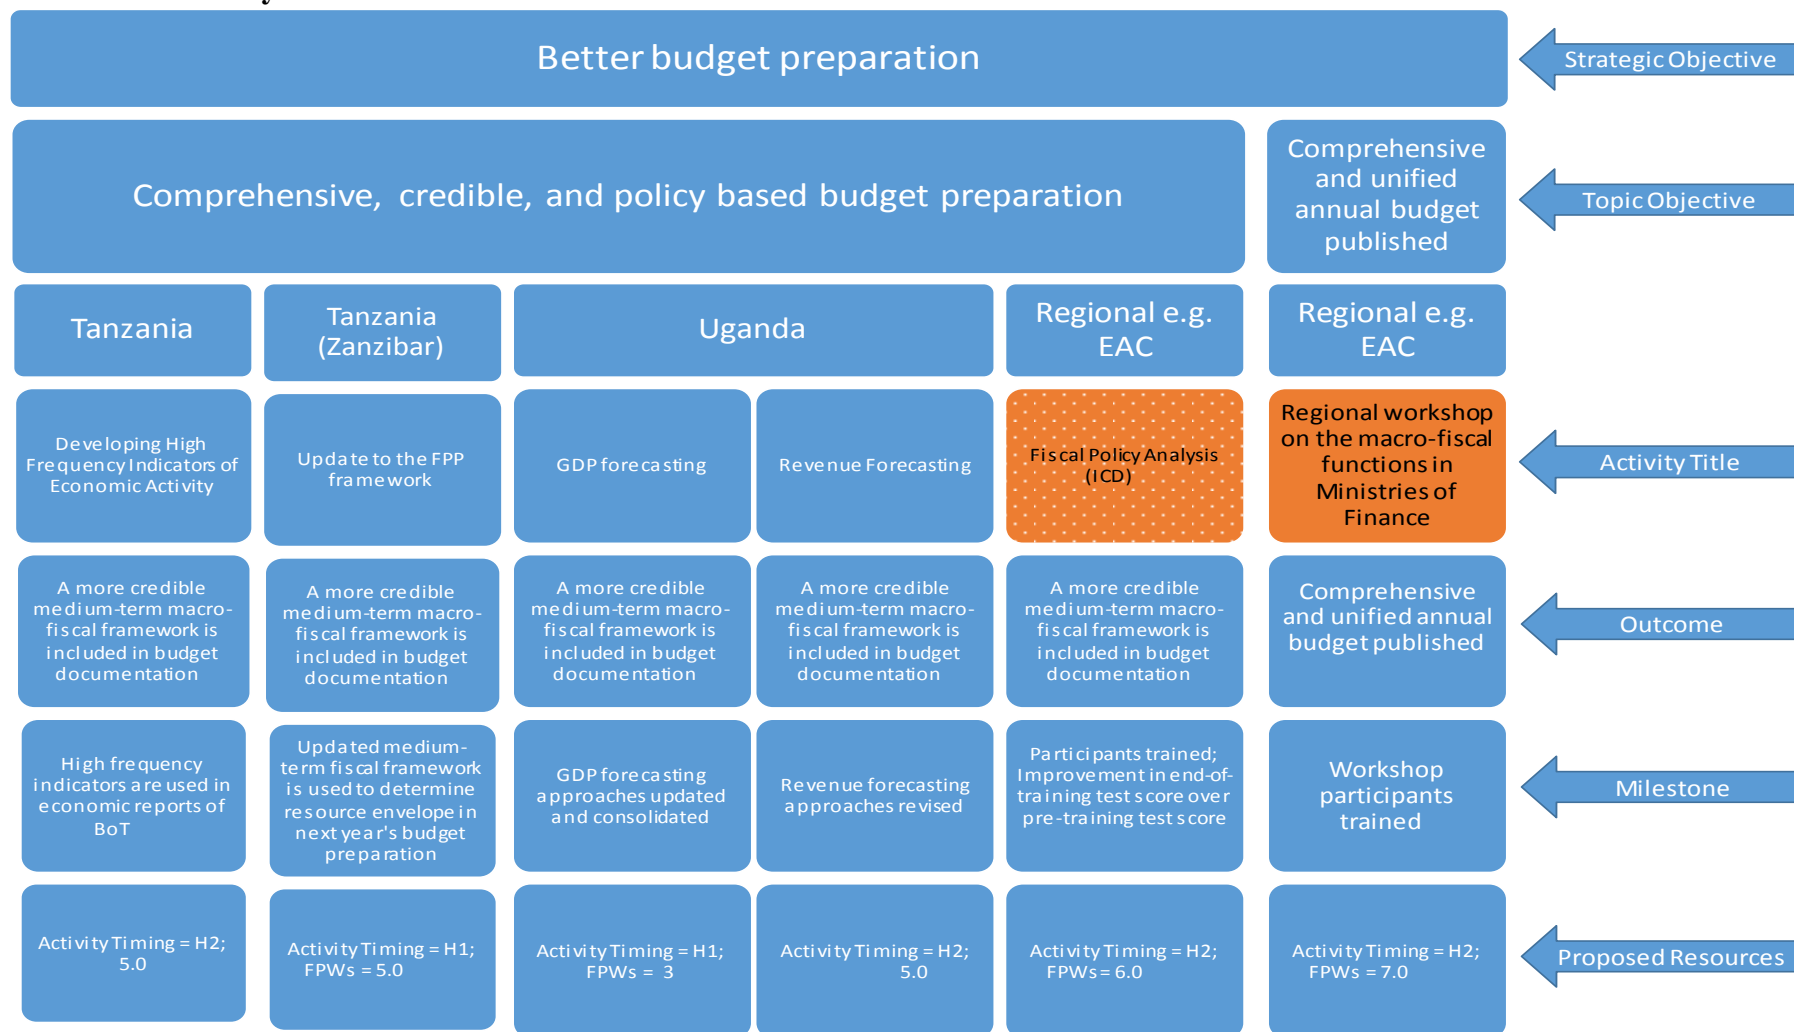 y
Better budget preparation
Strategic Objective
Comprehensive, credible, and policy based budget preparation
Comprehensive
and unified
annual budget
published
Topic Objective
Tanzania
Tanzania
(Zanzibar)
Uganda
Regional e.g.
EAC
Regional e.g.
EAC
Developing High
Frequency Indicators of
Economic Activity
Update to the FPP
framework
GDP forecasting
Revenue Forecasting
Fiscal Policy Analysis
(ICD)
Regional workshop
on the macro-fiscal
functions in
Ministries of
Finance
Activity Title
A more credible
medium-term macro-
fiscal framework is
included in budget
documentation
A more credible
medium-term macro-
fiscal framework is
included in budget
documentation
A more credible
medium-term macro-
fiscal framework is
included in budget
documentation
A more credible
medium-term macro-
fiscal framework is
included in budget
documentation
A more credible
medium-term macro-
fiscal framework is
included in budget
documentation
Comprehensive
and unified annual
budget published
Outcome
High frequency
indicators are used in
economic reports of
BoT
Updated medium-
term fiscal framework
is used to determine
resource envelope in
next year's budget
preparation
GDP forecasting
approaches updated
and consolidated
Revenue forecasting
approaches revised
Participants trained;
Improvement in end-of-
training test score over
pre-training test score
Workshop
participants
trained
Milestone
Activity Timing = H2;
5.0
Activity Timing = H1;
FPWs = 5.0
Activity Timing = H1;
FPWs = 3
Activity Timing = H2;
5.0
Activity Timing = H2;
FPWs = 6.0
Activity Timing = H2;
FPWs = 7.0
Proposed Resources